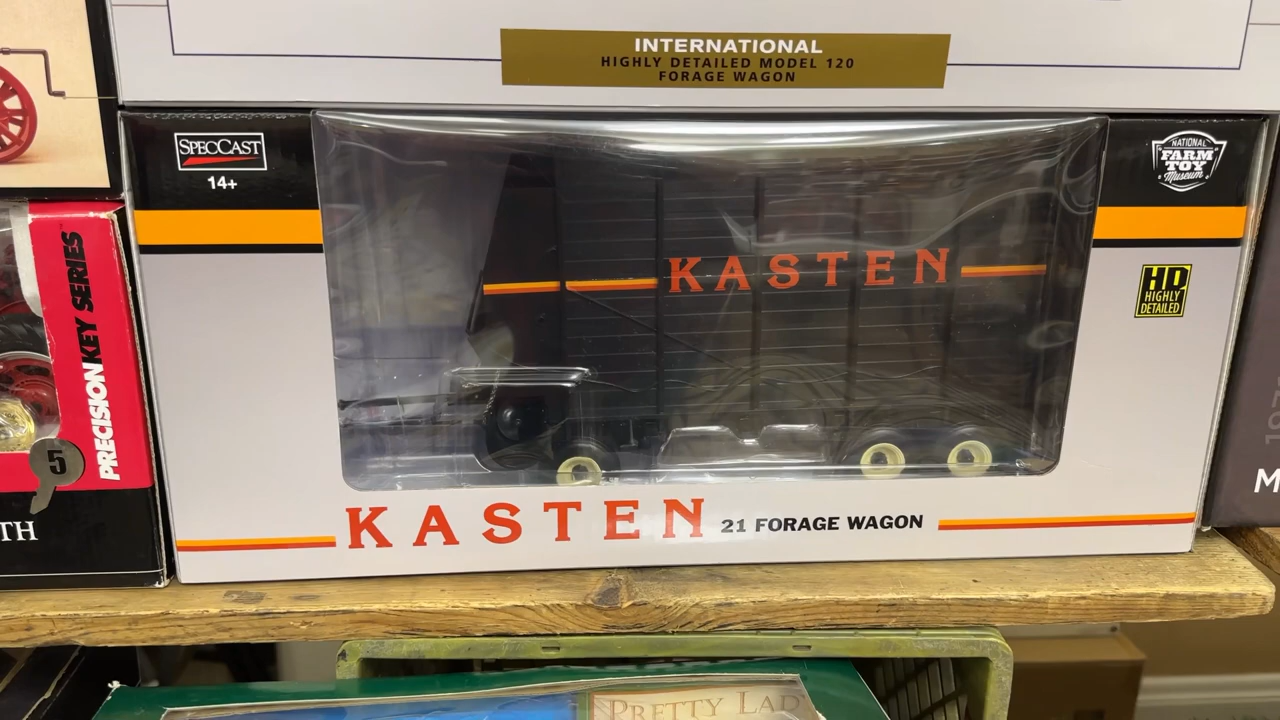 INTERNATIONAL
HIGHLY DETAILED MODEL 120
FORAGE WAGON
SPECCAST
14+
NATIONAL
FARM
TOY
Museum
KASTEN
HD
HIGHLY
DETAILED
PRECISION KEY SERIES
5
TH
KASTEN 21 FORAGE WAGON
M
PRETTY LAD